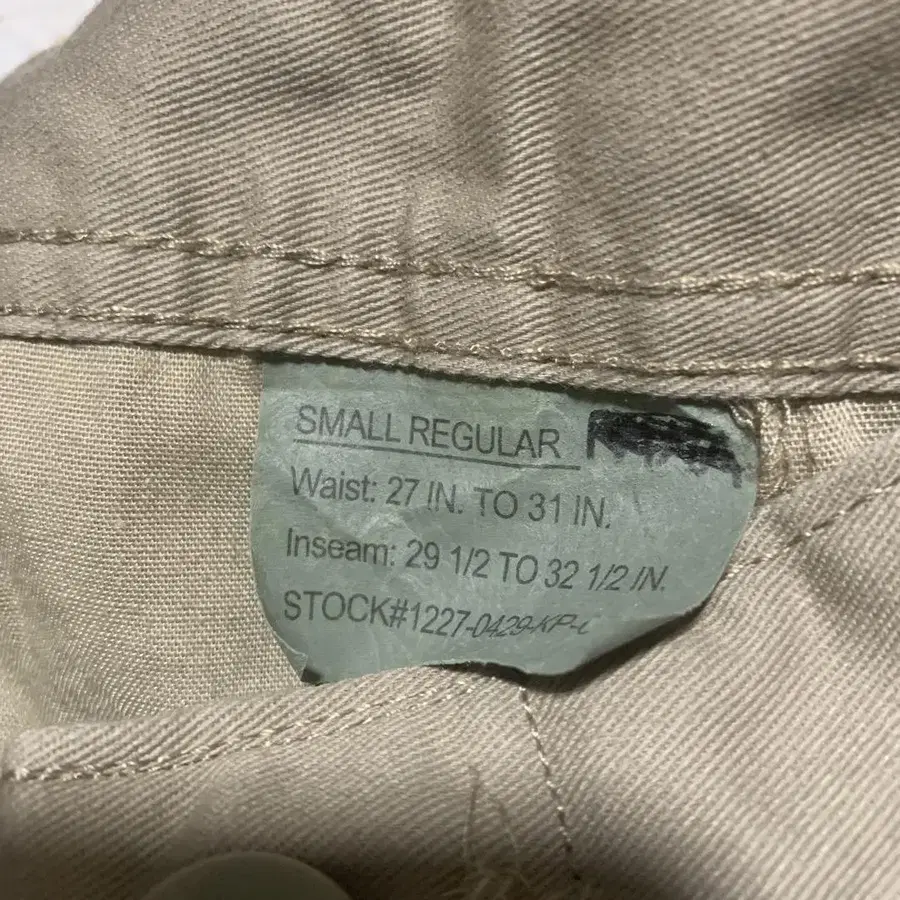 SMALL REGULAR
Waist: 27 IN. TO 31 IN.
Inseam: 29 1/2 TO 32 1/2 IN.
STOCK#1227-0429-KP-